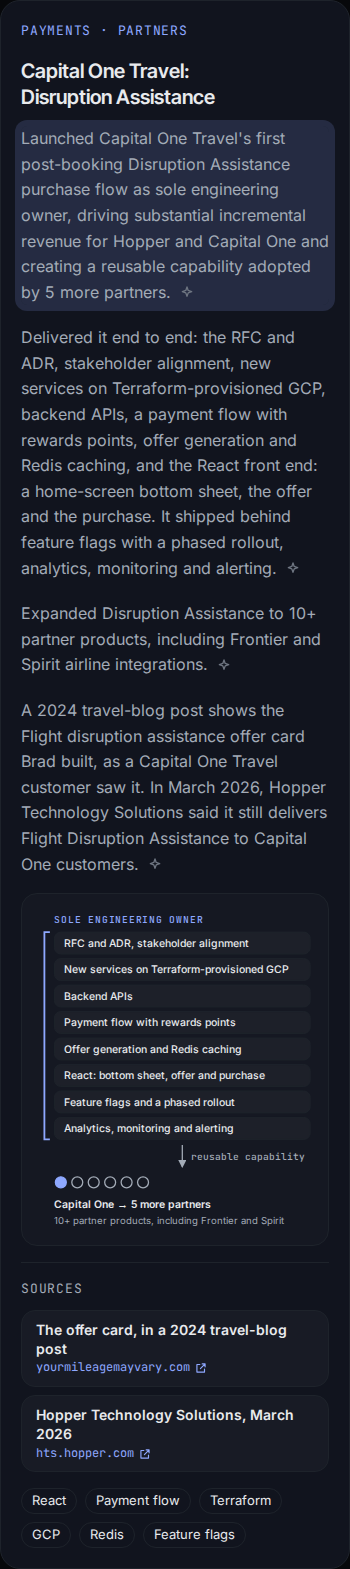 PAYMENTS · PARTNERS
Capital One Travel:
Disruption Assistance
Launched Capital One Travel's first
post-booking Disruption Assistance
purchase flow as sole engineering
owner, driving substantial incremental
revenue for Hopper and Capital One and
creating a reusable capability adopted
by 5 more partners.
Delivered it end to end: the RFC and
ADR, stakeholder alignment, new
services on Terraform-provisioned GCP,
backend APIs, a payment flow with
rewards points, offer generation and
Redis caching, and the React front end:
a home-screen bottom sheet, the offer
and the purchase. It shipped behind
feature flags with a phased rollout,
analytics, monitoring and alerting.
Expanded Disruption Assistance to 10+
partner products, including Frontier and
Spirit airline integrations.
A 2024 travel-blog post shows the
Flight disruption assistance offer card
Brad built, as a Capital One Travel
customer saw it. In March 2026, Hopper
Technology Solutions said it still delivers
Flight Disruption Assistance to Capital
One customers.
SOLE ENGINEERING OWNER
RFC and ADR, stakeholder alignment
New services on Terraform-provisioned GCP
Backend APIs
Payment flow with rewards points
Offer generation and Redis caching
React: bottom sheet, offer and purchase
Feature flags and a phased rollout
Analytics, monitoring and alerting
reusable capability
Capital One → 5 more partners
10+ partner products, including Frontier and Spirit
SOURCES
The offer card, in a 2024 travel-blog
post
yourmileagemayvary.com
Hopper Technology Solutions, March
2026
hts.hopper.com
React
Payment flow
Terraform
GCP
Redis
Feature flags